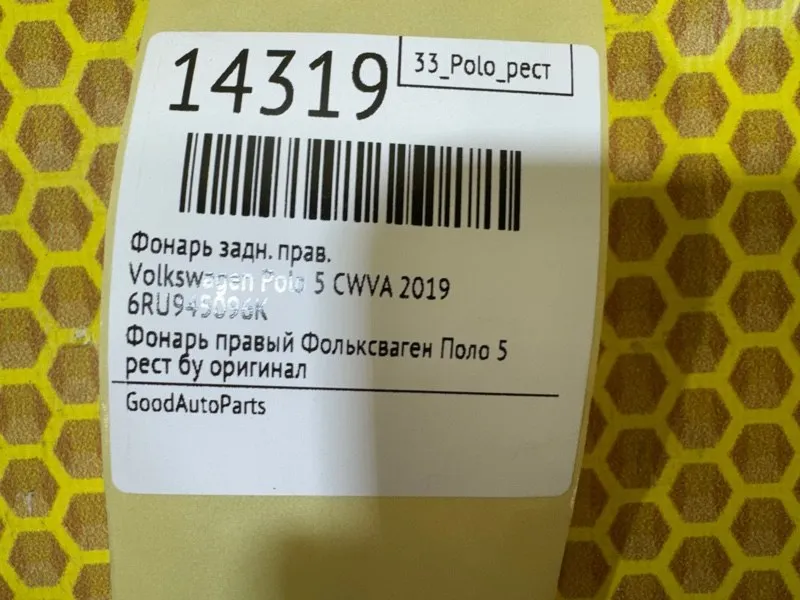 14319
33_Polo_рест
Фонарь задн. прав.
Volkswagen Polo 5 CWVA 2019
6RU945096K
Фонарь правый Фольксваген Поло 5
рест бу оригинал
GoodAutoParts